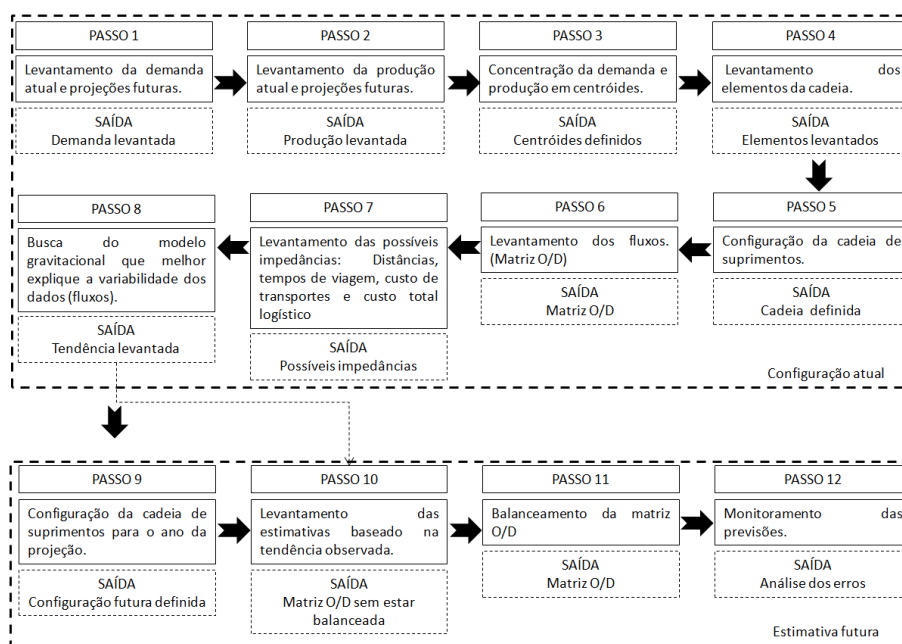 PASSO 1
Levantamento da demanda
atual e projeções futuras.
SAÍDA
Demanda levantada
PASSO 2
Levantamento da produção
atual e projeções futuras.
SAÍDA
Produção levantada
PASSO 3
Concentração da demanda e
produção em centróides.
SAÍDA
Centróides definidos
PASSO 4
Levantamento dos
elementos da cadeia.
SAÍDA
Elementos levantados
PASSO 5
Configuração da cadeia de
suprimentos.
SAÍDA
Cadeia definida
PASSO 6
Levantamento dos fluxos.
(Matriz O/D)
SAÍDA
Matriz O/D
PASSO 7
Levantamento das possíveis
impedâncias: Distâncias,
tempos de viagem, custo de
transportes e custo total
logístico
SAÍDA
Possíveis impedâncias
PASSO 8
Busca do modelo
gravitacional que melhor
explique a variabilidade dos
dados (fluxos).
SAÍDA
Tendência levantada
Configuração atual
PASSO 9
Configuração da cadeia de
suprimentos para o ano da
projeção.
SAÍDA
Configuração futura definida
PASSO 10
Levantamento das
estimativas baseado na
tendência observada.
SAÍDA
Matriz O/D sem estar
balanceada
PASSO 11
Balanceamento da matriz
O/D
SAÍDA
Matriz O/D
PASSO 12
Monitoramento das
previsões.
SAÍDA
Análise dos erros
Estimativa futura